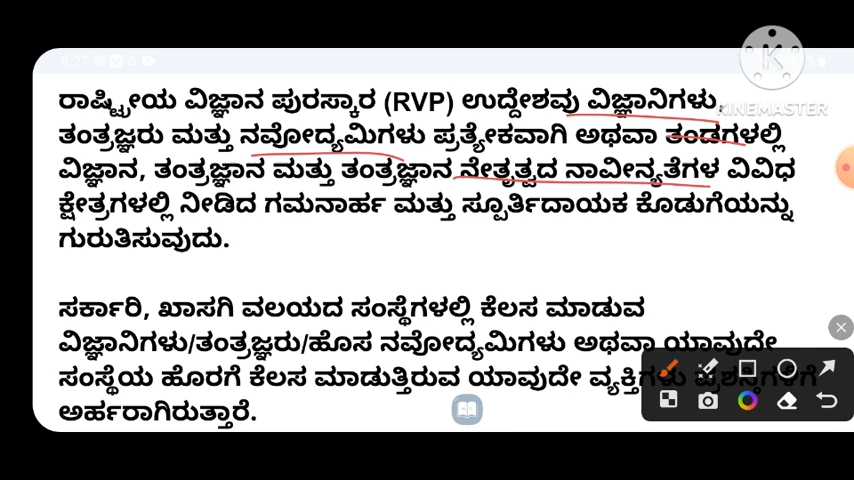 8:27
K
KINEMASTER
ರಾಷ್ಟ್ರೀಯ ವಿಜ್ಞಾನ ಪುರಸ್ಕಾರ (RVP) ಉದ್ದೇಶವು ವಿಜ್ಞಾನಿಗಳು,
ತಂತ್ರಜ್ಞರು ಮತ್ತು ನವೋದ್ಯಮಿಗಳು ಪ್ರತ್ಯೇಕವಾಗಿ ಅಥವಾ ತಂಡಗಳಲ್ಲಿ
ವಿಜ್ಞಾನ, ತಂತ್ರಜ್ಞಾನ ಮತ್ತು ತಂತ್ರಜ್ಞಾನ ನೇತೃತ್ವದ ನಾವೀನ್ಯತೆಗಳ ವಿವಿಧ
ಕ್ಷೇತ್ರಗಳಲ್ಲಿ ನೀಡಿದ ಗಮನಾರ್ಹ ಮತ್ತು ಸ್ಪೂರ್ತಿದಾಯಕ ಕೊಡುಗೆಯನ್ನು
ಗುರುತಿಸುವುದು.
ಸರ್ಕಾರಿ, ಖಾಸಗಿ ವಲಯದ ಸಂಸ್ಥೆಗಳಲ್ಲಿ ಕೆಲಸ ಮಾಡುವ
ವಿಜ್ಞಾನಿಗಳು/ತಂತ್ರಜ್ಞರು/ಹೊಸ ನವೋದ್ಯಮಿಗಳು ಅಥವಾ ಯಾವುದೇ
ಸಂಸ್ಥೆಯ ಹೊರಗೆ ಕೆಲಸ ಮಾಡುತ್ತಿರುವ ಯಾವುದೇ ವ್ಯಕ್ತಿಗಳು ಪ್ರಶಸ್ತಿಗಳಿಗೆ
ಅರ್ಹರಾಗಿರುತ್ತಾರೆ.